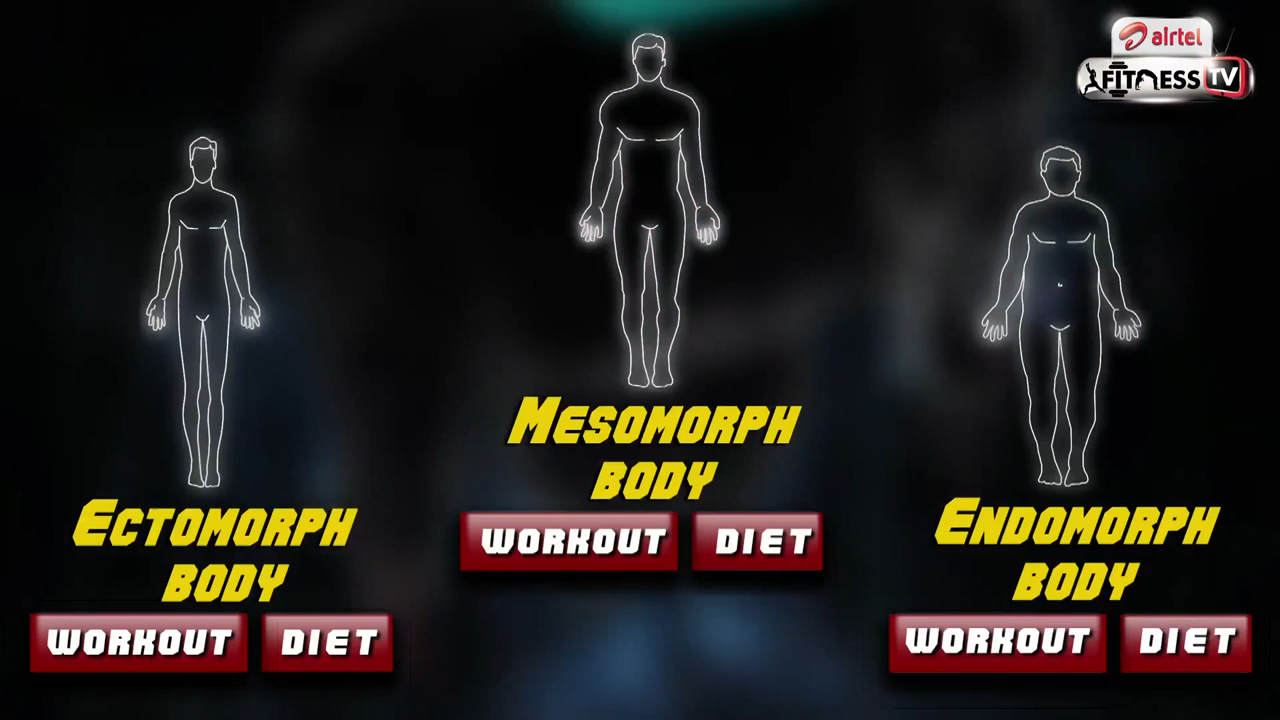 airtel
FITNESS TV
MESOMORPH
BODY
WORKOUT DIET
ECTOMORPH
BODY
WORKOUT DIET
ENDOMORPH
BODY
WORKOUT DIET